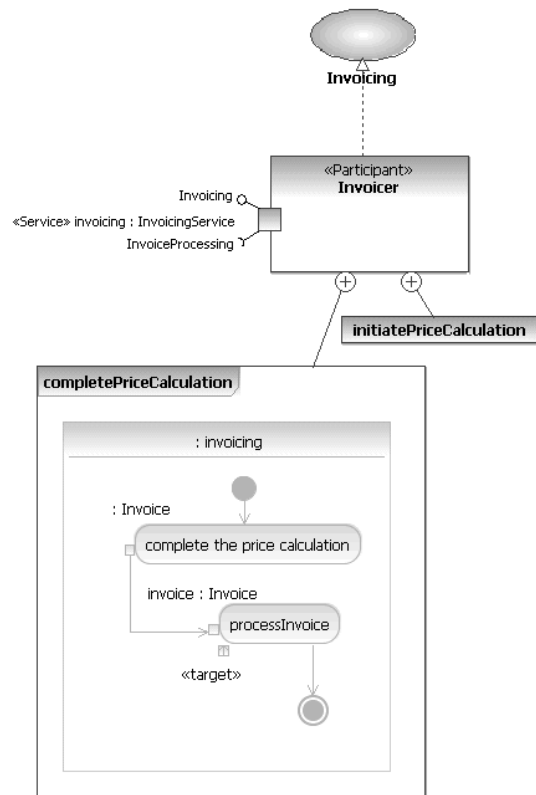 Invoicing
«Participant»
Invoicer
Invoicing
«Service» invoicing : InvoicingService
InvoiceProcessing
initiatePriceCalculation
completePriceCalculation
: invoicing
: Invoice
complete the price calculation
invoice : Invoice
processInvoice
«target»